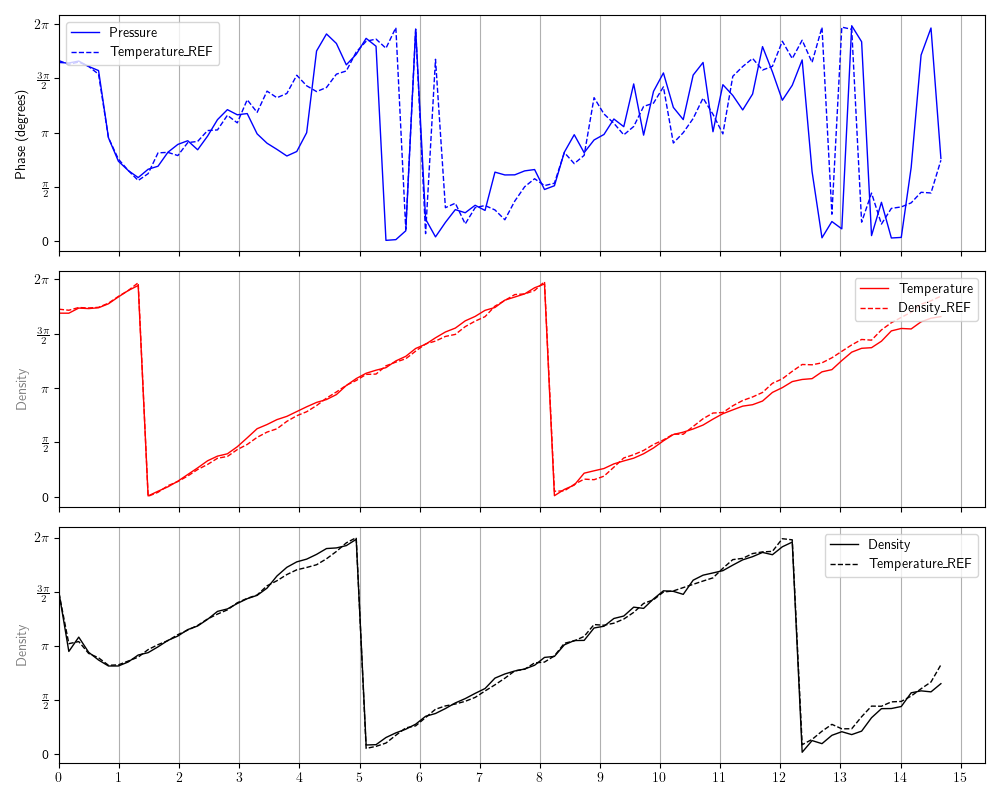 2π
3π/2
π
π/2
0
Phase (degrees)
Pressure
Temperature_REF
2π
3π/2
π
π/2
0
Density
Temperature
Density_REF
2π
3π/2
π
π/2
0
Density
Density
Temperature_REF
0 1 2 3 4 5 6 7 8 9 10 11 12 13 14 15